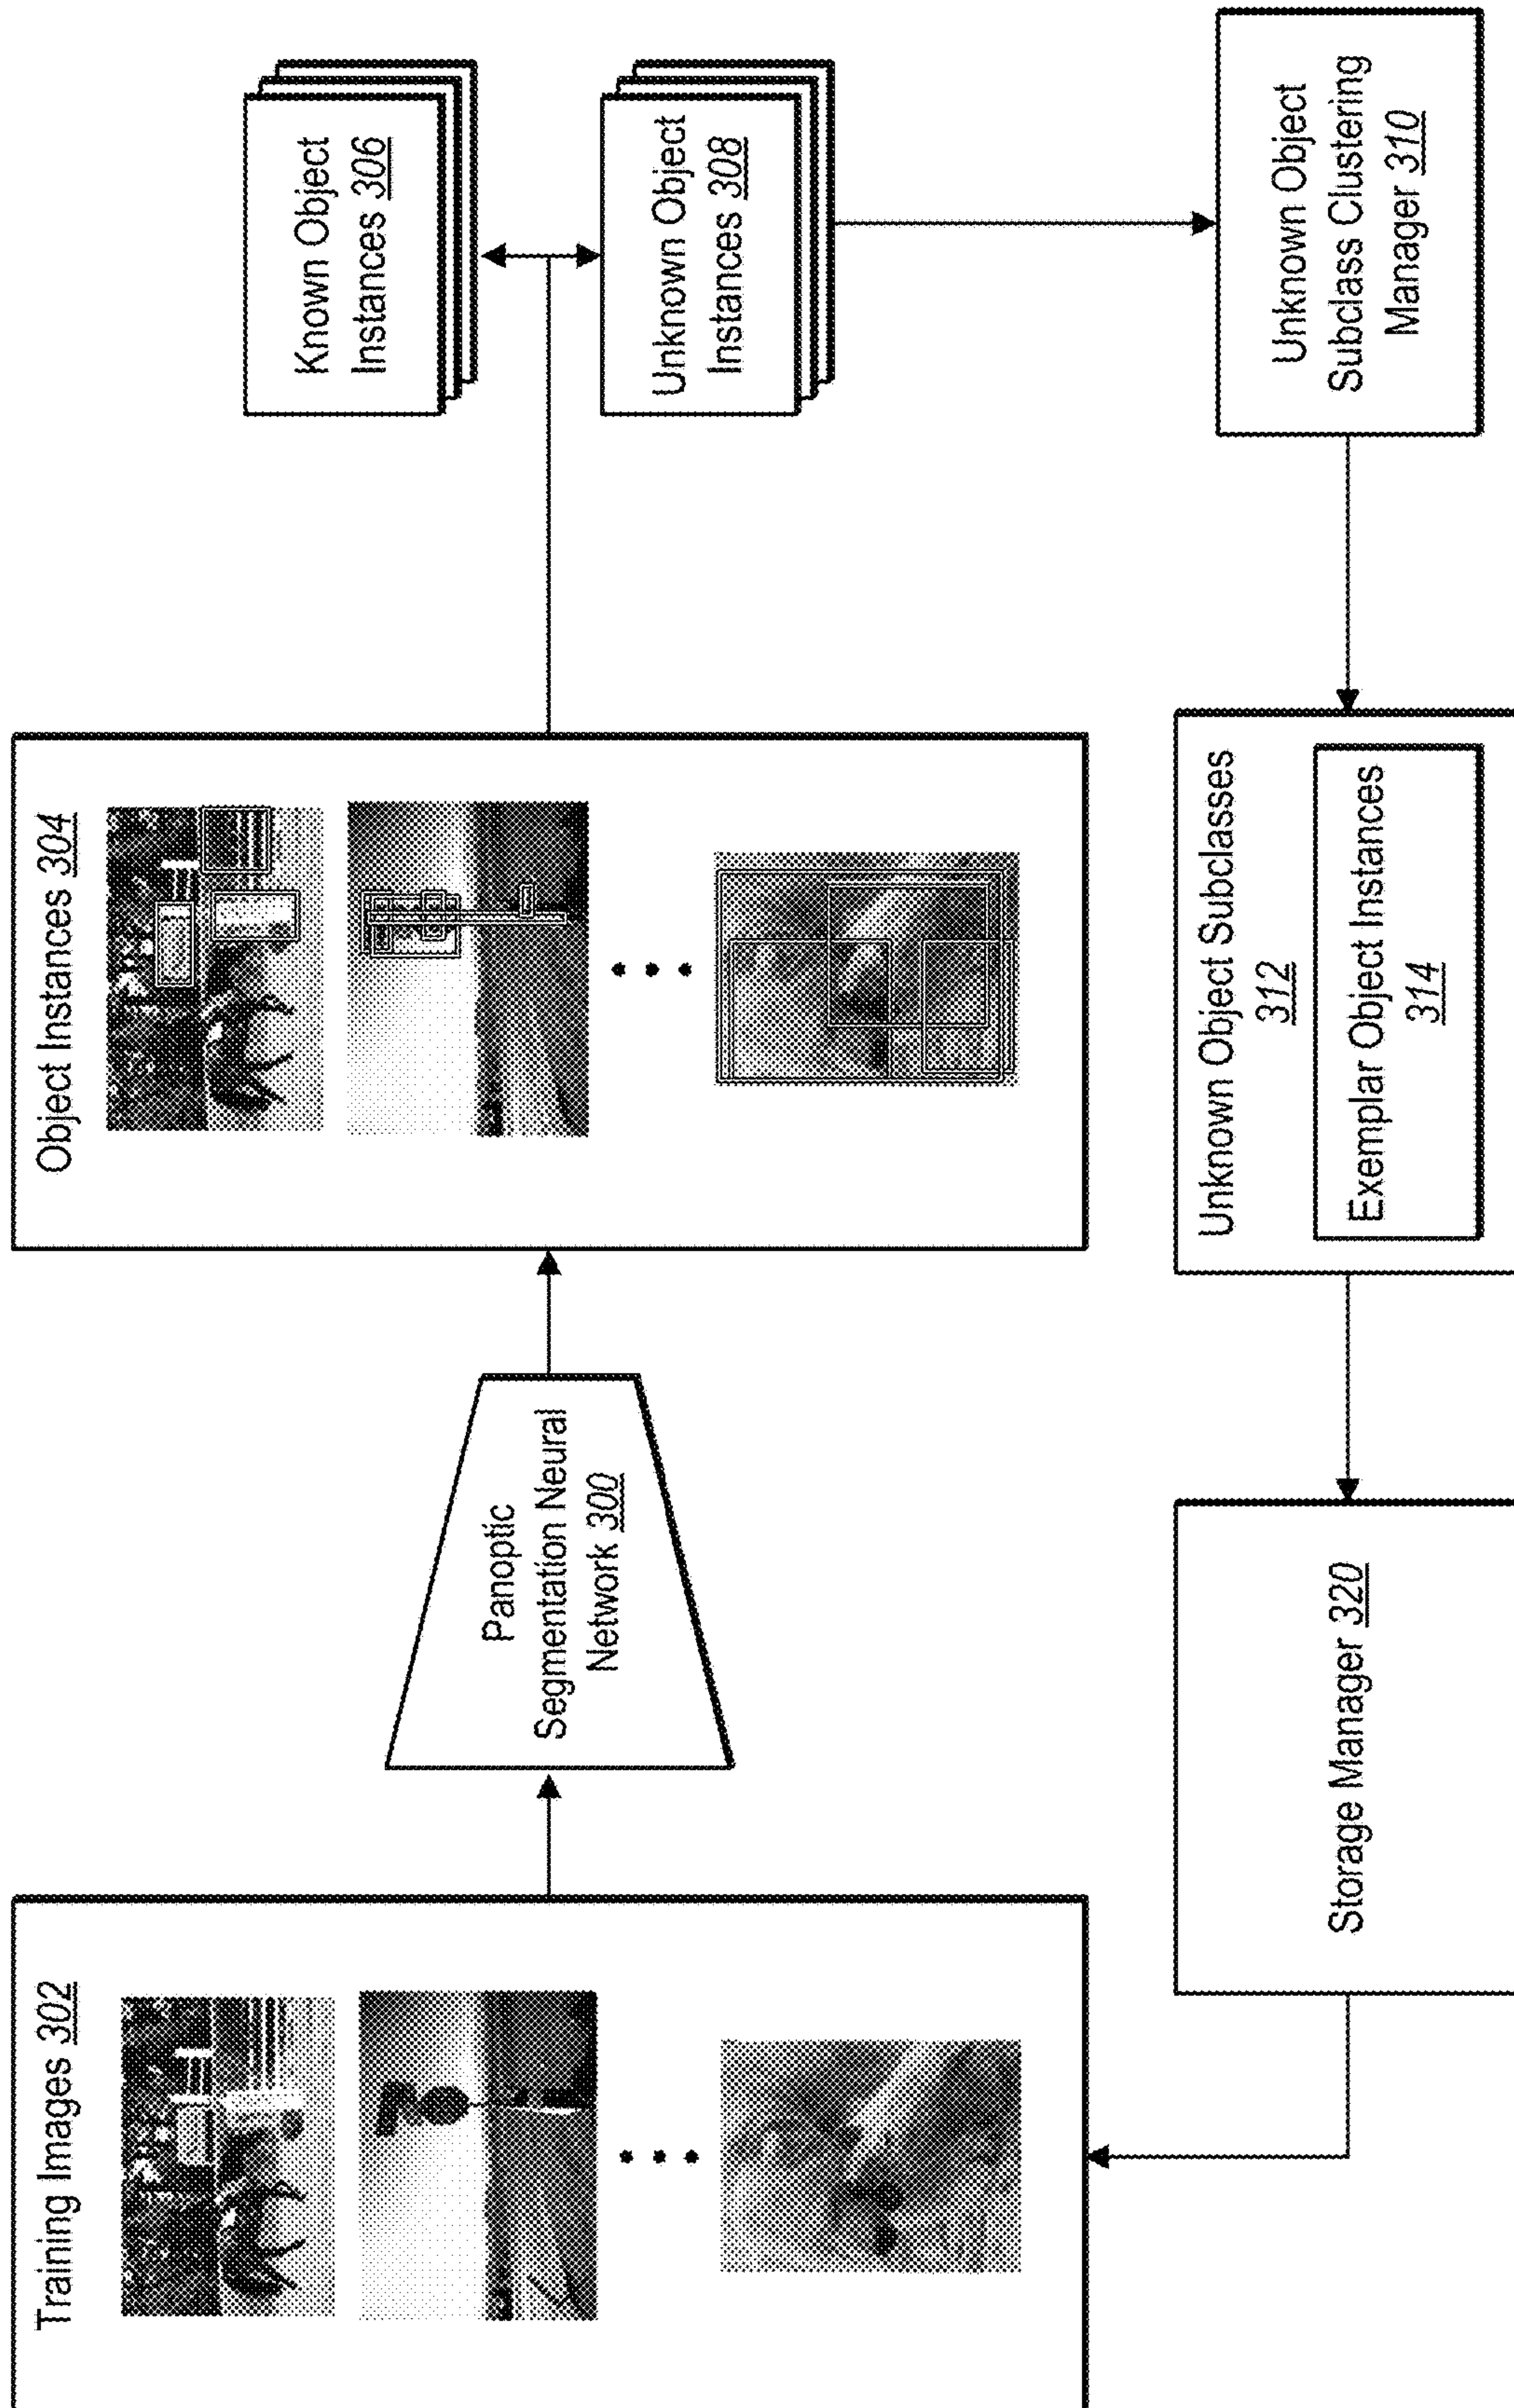 Training Images 302
Panoptic
Segmentation Neural
Network 300
Object Instances 304
Known Object
Instances 306
Unknown Object
Instances 308
Unknown Object
Subclass Clustering
Manager 310
Unknown Object Subclasses
312
Exemplar Object Instances
314
Storage Manager 320